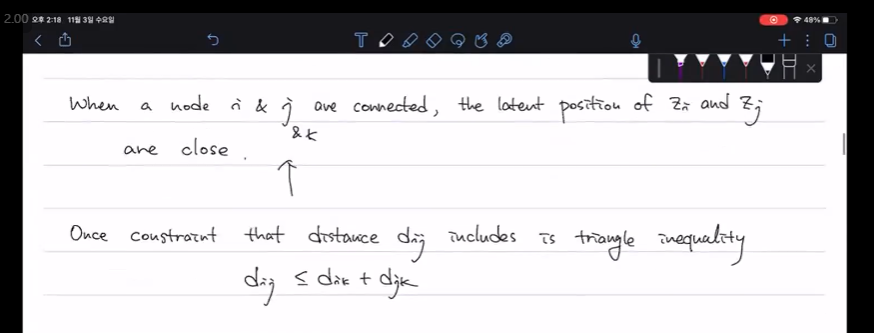 2.00 오후 2:18 11월 3일 수요일 49%
T
When a node i & j are connected, the latent position of Zi and Zj
& k
are close.
Once constraint that distance dij includes is triangle inequality
dij ≤ dik + djk